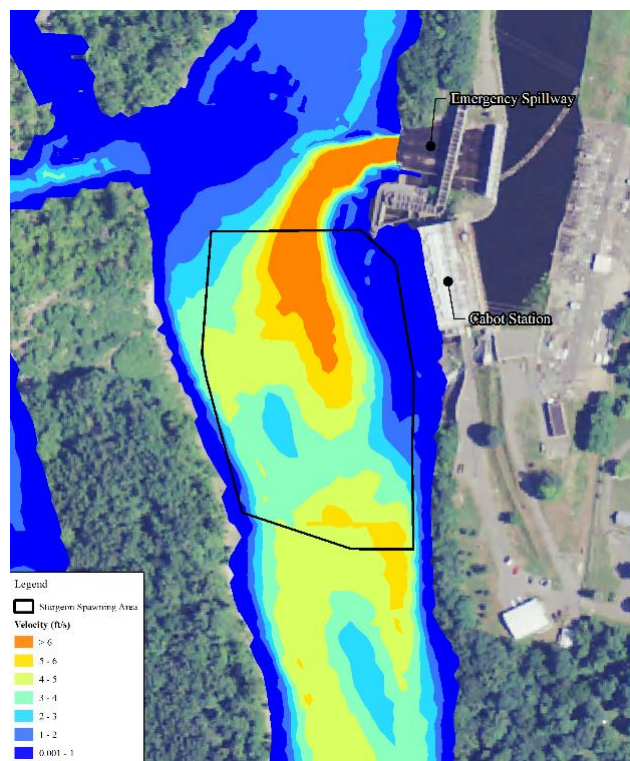 Emergency Spillway
Cabot Station
Legend
Sturgeon Spawning Area
Velocity (ft/s)
> 6
5 - 6
4 - 5
3 - 4
2 - 3
1 - 2
0.001 - 1